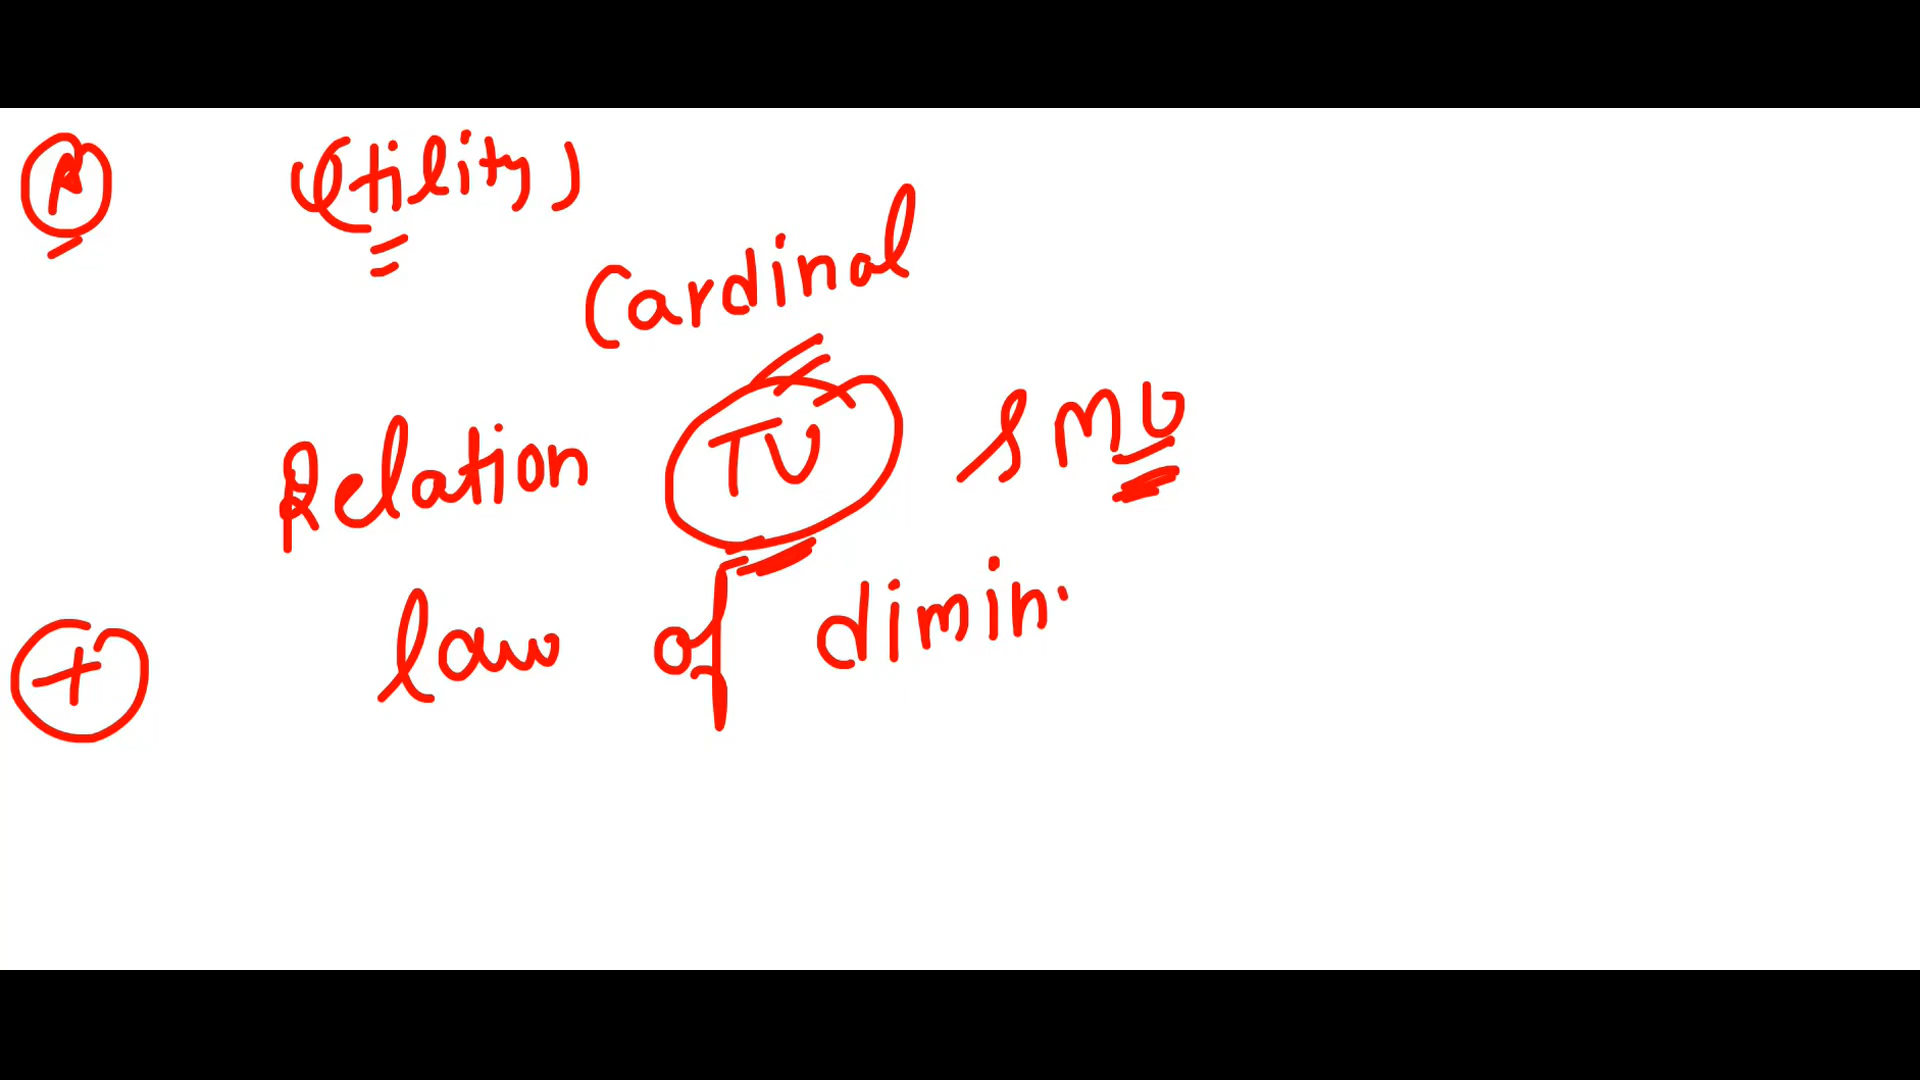 (Utility)
Cardinal
Relation TU & MU
law of dimin
+